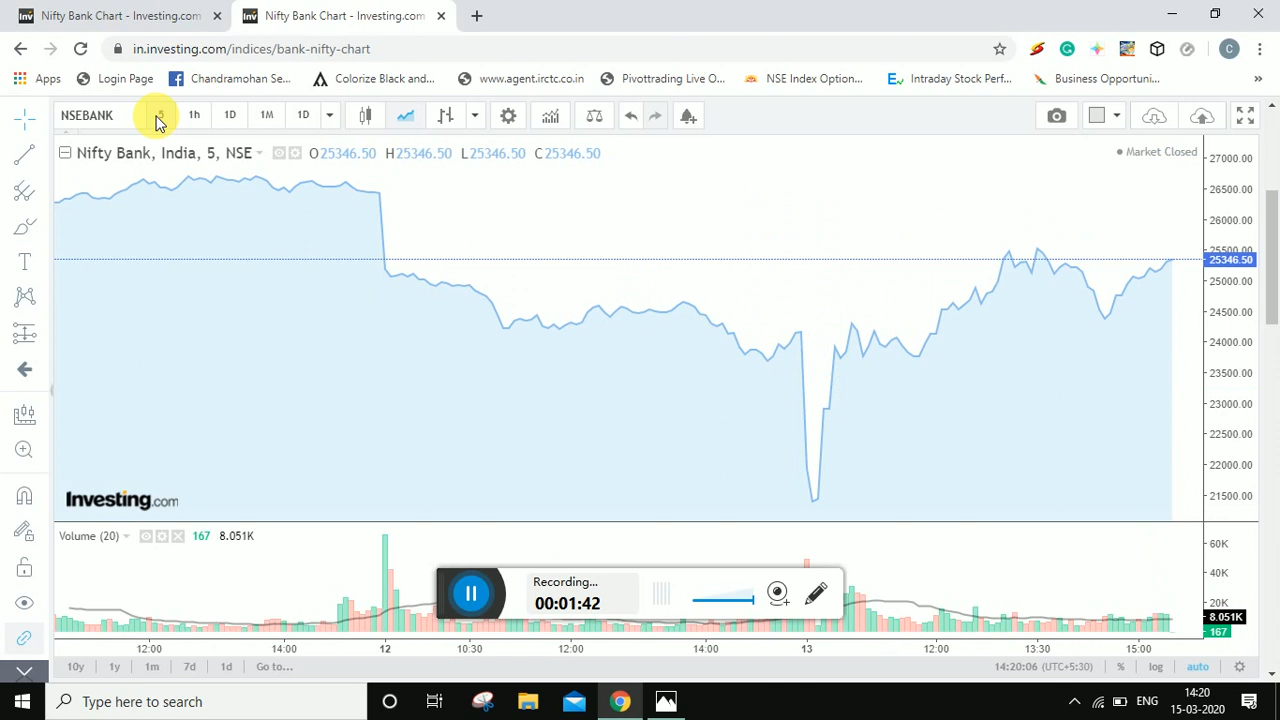 Nifty Bank Chart - Investing.com
Nifty Bank Chart - Investing.com
in.investing.com/indices/bank-nifty-chart
C
Apps
Login Page
Chandramohan Se...
Colorize Black and...
www.agent.irctc.co.in
Pivottrading Live O...
NSE Index Option...
Intraday Stock Perf...
Business Opportuni...
»
NSEBANK
5
1h
1D
1M
1D
Nifty Bank, India, 5, NSE
O25346.50 H25346.50 L25346.50 C25346.50
Market Closed
27000.00
26500.00
26000.00
25500.00
25346.50
25000.00
24500.00
24000.00
23500.00
23000.00
22500.00
22000.00
21500.00
Investing.com
Volume (20)
167 8.051K
60K
40K
20K
8.051K
167
Recording...
00:01:42
12:00 14:00 12 10:30 12:00 14:00 13 12:00 13:30 15:00
10y 1y 1m 7d 1d Go to...
14:20:06 (UTC+5:30) % log auto
Type here to search
ENG
14:20
15-03-2020